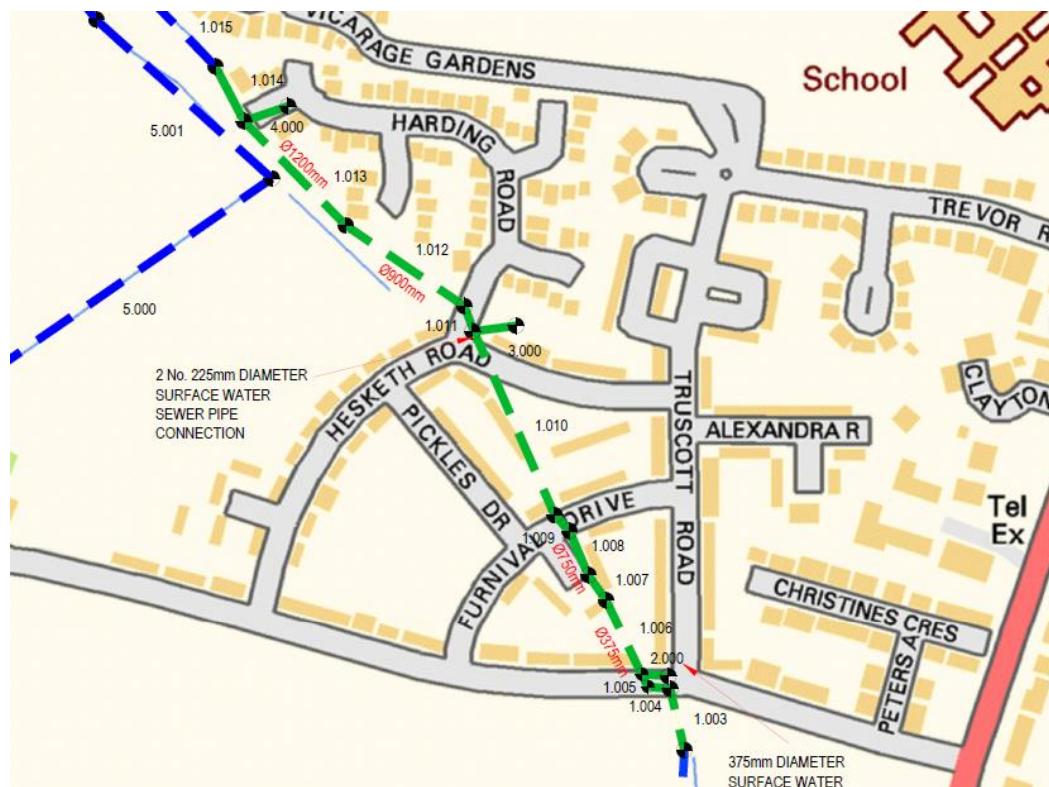 VICARAGE GARDENS
School
1.015
1.014
4.000
HARDING
ROAD
5.001
Ø1200mm
1.013
TREVOR R
1.012
Ø900mm
5.000
1.011
3.000
2 No. 225mm DIAMETER
SURFACE WATER
SEWER PIPE
CONNECTION
HESKETH ROAD
CLAYTON
PICKLES DR
1.010
TRUSCOTT
ROAD
ALEXANDRA R
Tel
Ex
FURNIVAL DRIVE
1.009
1.008
Ø750mm
1.007
CHRISTINES CRES
1.006
Ø375mm
2.000
PETERS A
1.005
1.004
1.003
375mm DIAMETER
SURFACE WATER